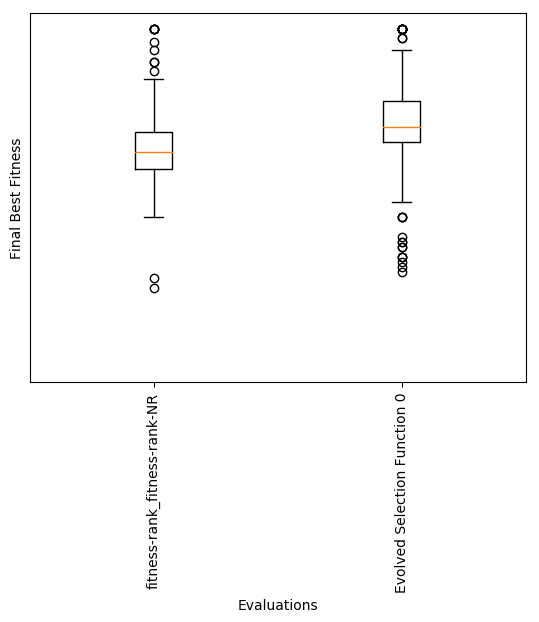 Final Best Fitness
fitness-rank_fitness-rank-NR
Evolved Selection Function 0
Evaluations